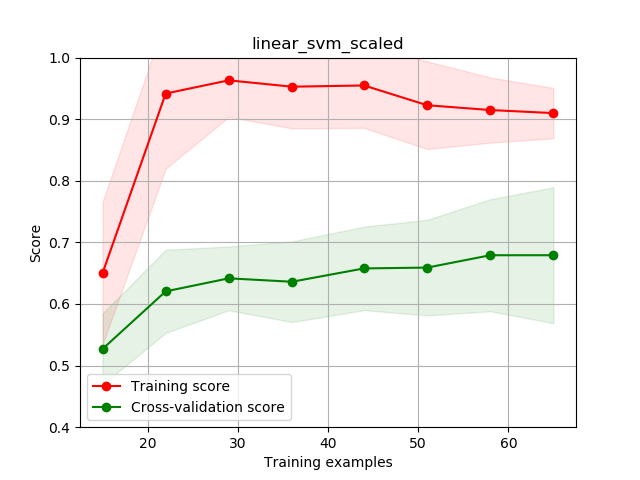 linear_svm_scaled
1.0
0.9
0.8
0.7
0.6
0.5
0.4
Score
Training score
Cross-validation score
20 30 40 50 60
Training examples